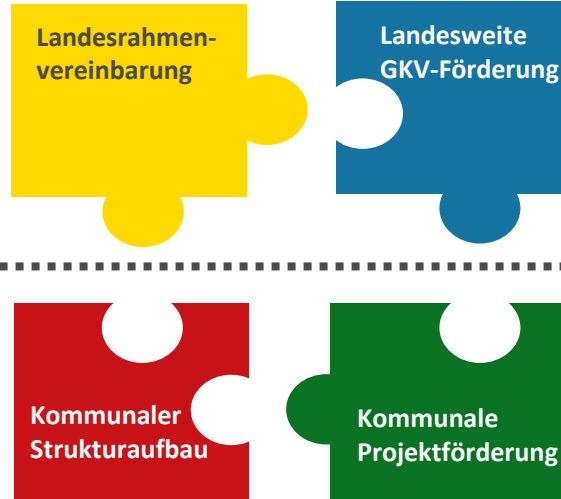 Landesrahmen-
vereinbarung
Landesweite
GKV-Förderung
Kommunaler
Strukturaufbau
Kommunale
Projektförderung